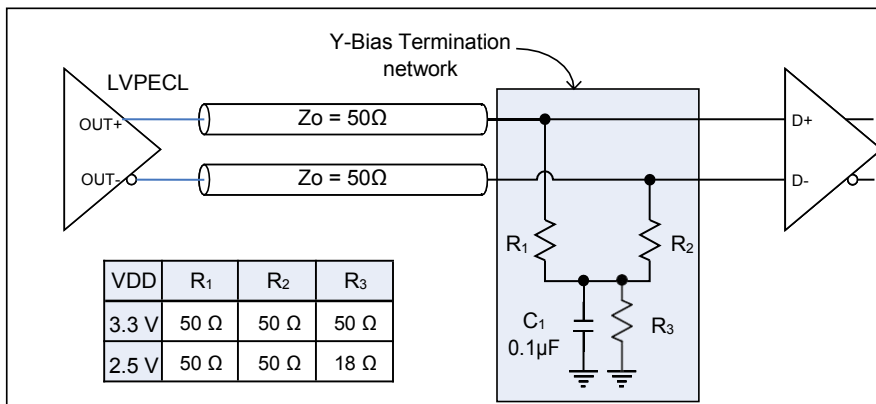 Y-Bias Termination
network
LVPECL
OUT+
Zo = 50Ω
D+
OUT-
Zo = 50Ω
D-
R1
R2
C1
0.1µF
R3
VDD R1 R2 R3
3.3 V 50 Ω 50 Ω 50 Ω
2.5 V 50 Ω 50 Ω 18 Ω